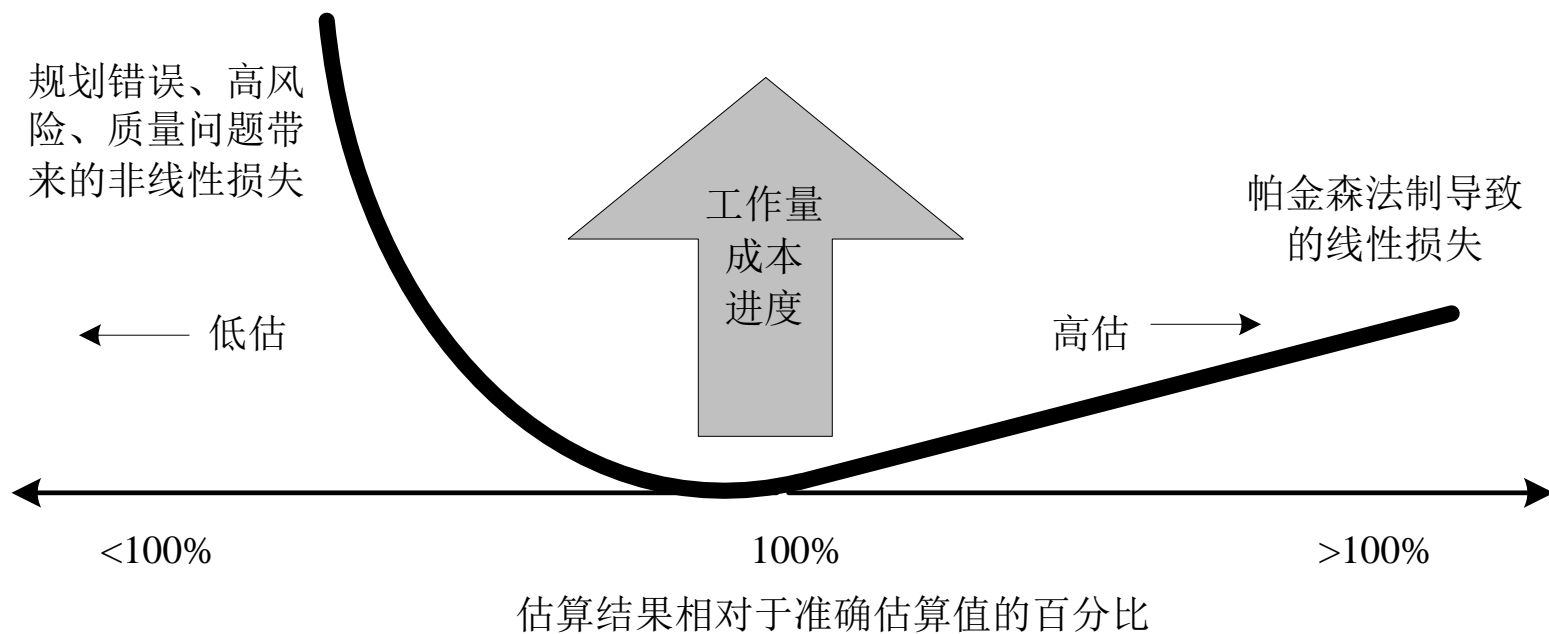 规划错误、高风
险、质量问题带
来的非线性损失
工作量
成本
进度
帕金森法制导致
的线性损失
低估
高估
<100%
100%
>100%
估算结果相对于准确估算值的百分比